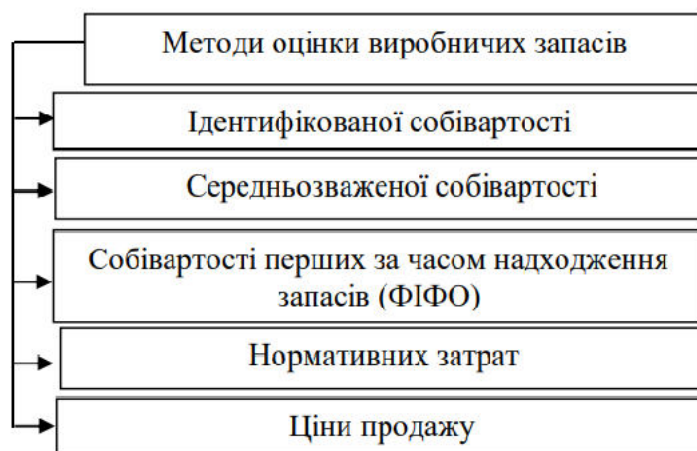 Методи оцінки виробничих запасів
Ідентифікованої собівартості
Середньозваженої собівартості
Собівартості перших за часом надходження
запасів (ФІФО)
Нормативних затрат
Ціни продажу